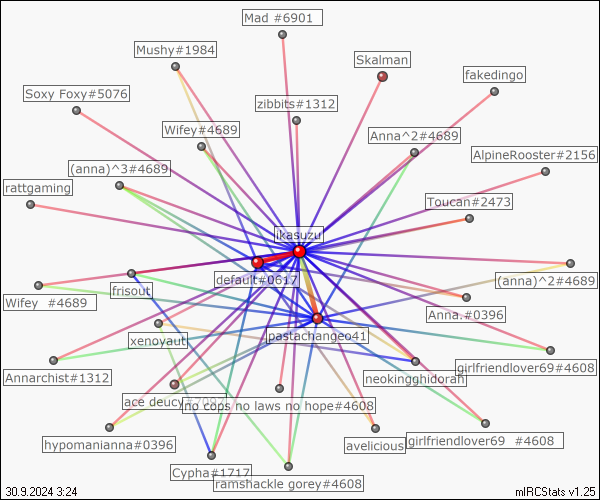 Mad #6901
Mushy#1984
Skalman
fakedingo
Soxy Foxy#5076
zibbits#1312
Wifey#4689
Anna^2#4689
AlpineRooster#2156
(anna)^3#4689
rattgaming
Toucan#2473
ikasuzu
default#0617
(anna)^2#4689
frisout
Wifey  #4689
Anna.#0396
xenoyaut
pastachangeo41
girlfriendlover69#4608
Annarchist#1312
neokingghidorah
ace deucy#7097
no cops no laws no hope#4608
hypomanianna#0396
avelicious
girlfriendlover69  #4608
Cypha#1717
ramshackle gorey#4608
30.9.2024 3:24
mIRCStats v1.25